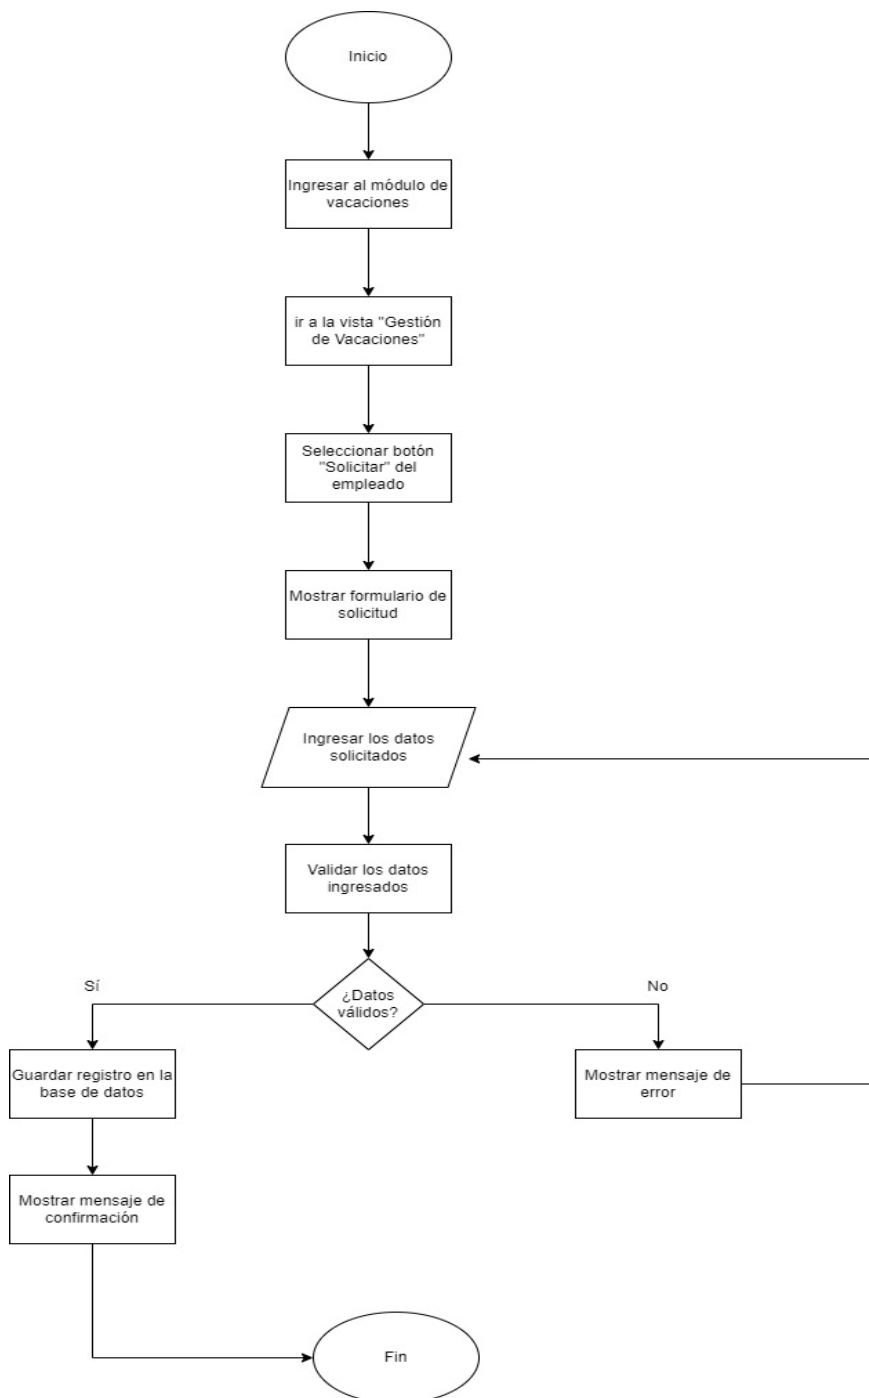 Inicio
Ingresar al módulo de
vacaciones
ir a la vista "Gestión
de Vacaciones"
Seleccionar botón
"Solicitar" del
empleado
Mostrar formulario de
solicitud
Ingresar los datos
solicitados
Validar los datos
ingresados
¿Datos
válidos?
Sí
No
Guardar registro en la
base de datos
Mostrar mensaje de
error
Mostrar mensaje de
confirmación
Fin